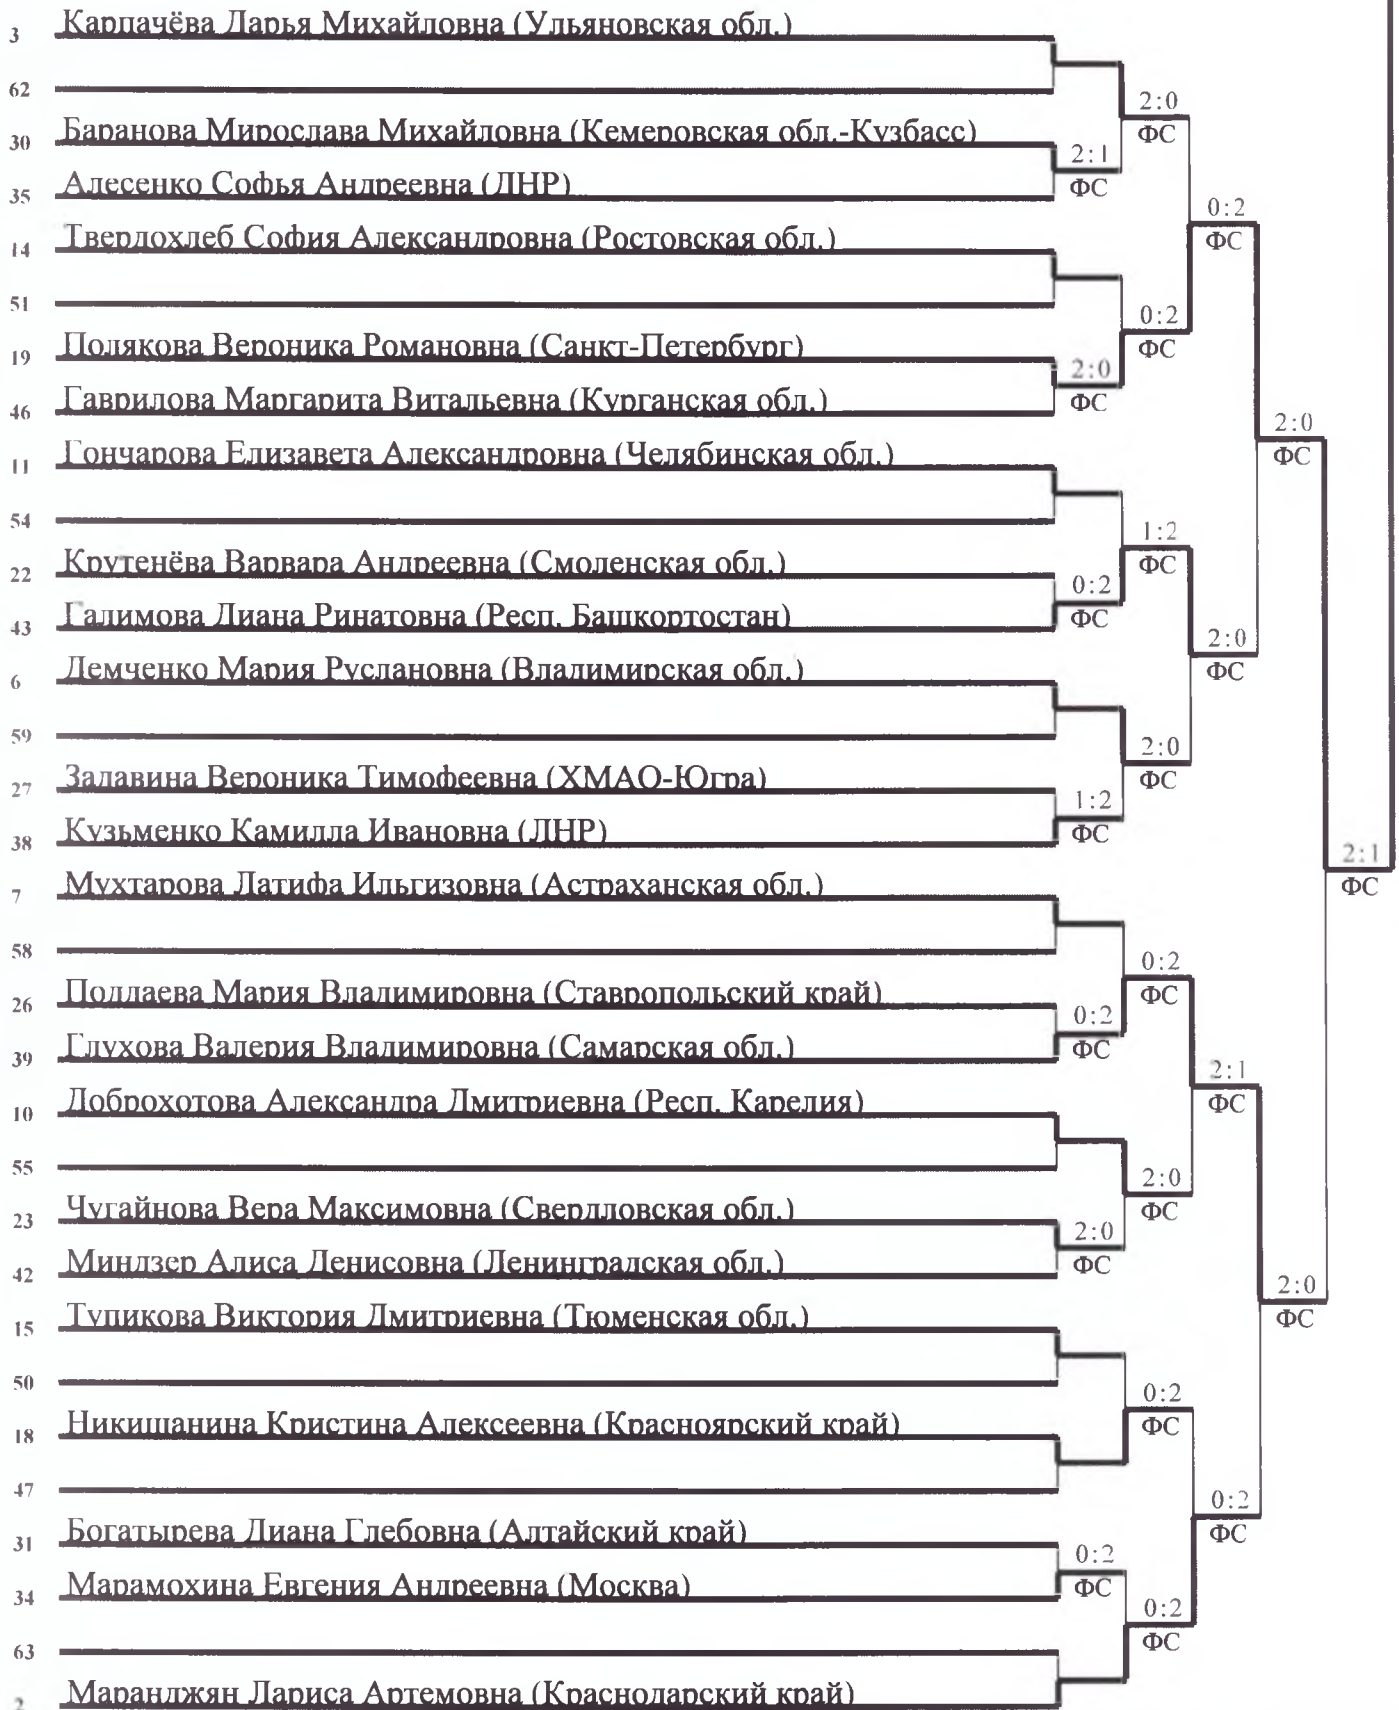 3 Карпачёва Дарья Михайловна (Ульяновская обл.)
62
2:0
ФС
30 Баранова Мирослава Михайловна (Кемеровская обл.-Кузбасс)
2:1
ФС
35 Алесенко Софья Андреевна (ЛНР)
0:2
ФС
14 Твердохлеб София Александровна (Ростовская обл.)
51
0:2
ФС
19 Полякова Вероника Романовна (Санкт-Петербург)
2:0
ФС
46 Гаврилова Маргарита Витальевна (Курганская обл.)
2:0
ФС
11 Гончарова Елизавета Александровна (Челябинская обл.)
54
1:2
ФС
22 Крутенёва Варвара Андреевна (Смоленская обл.)
0:2
ФС
43 Галимова Диана Ринатовна (Респ. Башкортостан)
2:0
ФС
6 Демченко Мария Руслановна (Владимирская обл.)
59
2:0
ФС
27 Задавина Вероника Тимофеевна (ХМАО-Югра)
1:2
ФС
38 Кузьменко Камилла Ивановна (ЛНР)
2:1
ФС
7 Мухтарова Латифа Ильгизовна (Астраханская обл.)
58
0:2
ФС
26 Поддаева Мария Владимировна (Ставропольский край)
0:2
ФС
39 Глухова Валерия Владимировна (Самарская обл.)
2:1
ФС
10 Доброхотова Александра Дмитриевна (Респ. Карелия)
55
2:0
ФС
23 Чугайнова Вера Максимовна (Свердловская обл.)
2:0
ФС
42 Миндзер Алиса Денисовна (Ленинградская обл.)
2:0
ФС
15 Тупикова Виктория Дмитриевна (Тюменская обл.)
50
0:2
ФС
18 Никишанина Кристина Алексеевна (Красноярский край)
47
0:2
ФС
31 Богатырева Диана Глебовна (Алтайский край)
0:2
ФС
34 Марамохина Евгения Андреевна (Москва)
0:2
ФС
63
2 Маранджян Лариса Артемовна (Краснодарский край)